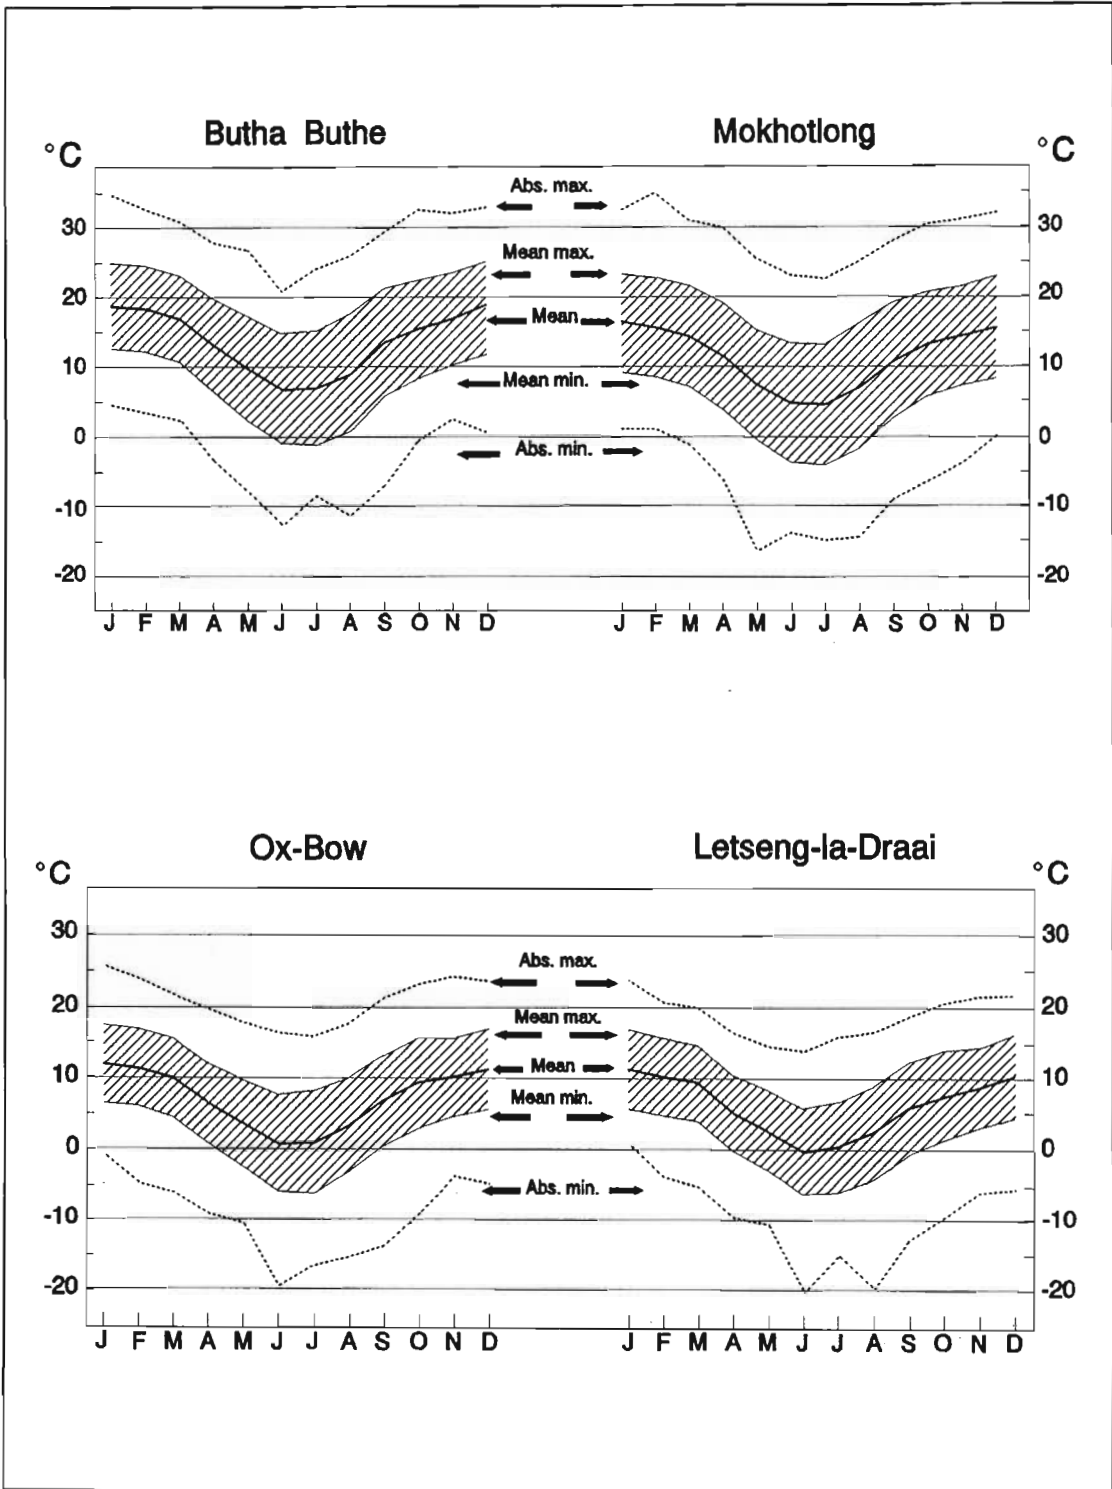 Butha Buthe Mokhotlong
°C °C
Abs. max.
30 30
Mean max.
20 20
Mean
10 10
Mean min.
0 0
Abs. min.
-10 -10
-20 -20
J F M A M J J A S O N D J F M A M J J A S O N D
Ox-Bow Letseng-la-Draai
°C °C
30 30
Abs. max.
20 20
Mean max.
Mean
10 10
Mean min.
0 0
Abs. min.
-10 -10
-20 -20
J F M A M J J A S O N D J F M A M J J A S O N D